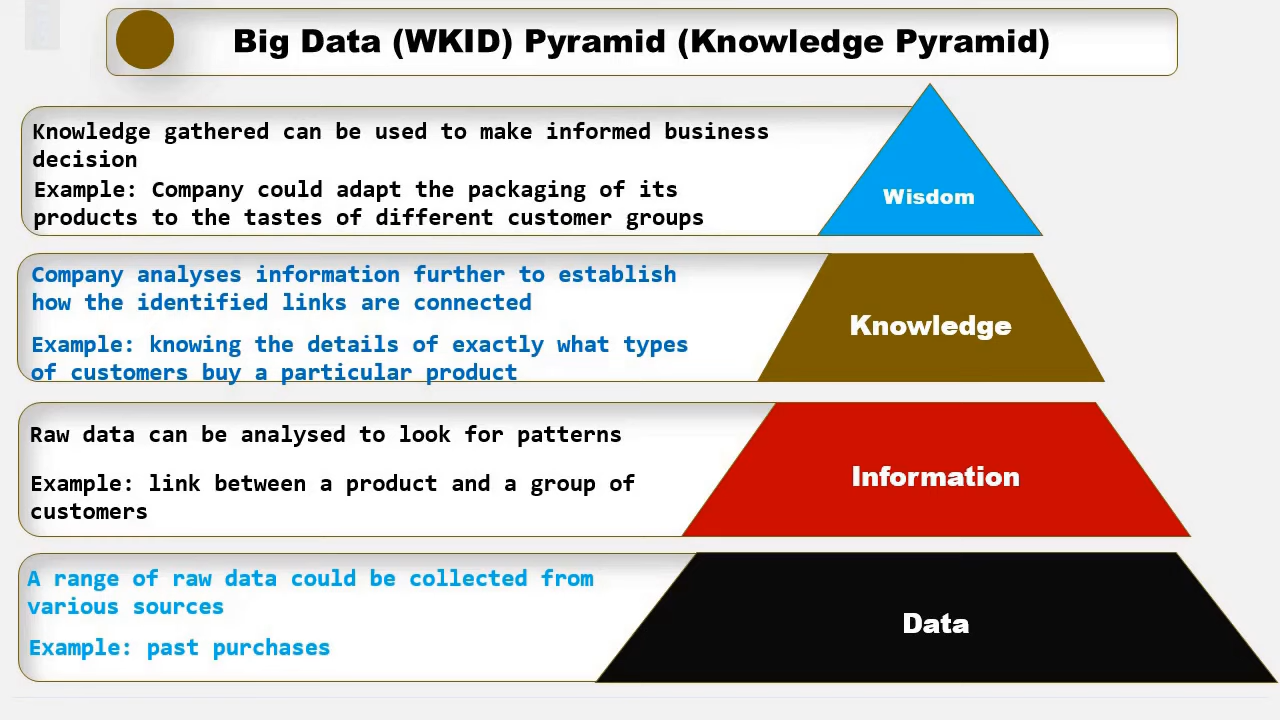 Big Data (WKID) Pyramid (Knowledge Pyramid)
Knowledge gathered can be used to make informed business
decision
Example: Company could adapt the packaging of its
products to the tastes of different customer groups
Wisdom
Company analyses information further to establish
how the identified links are connected
Example: knowing the details of exactly what types
of customers buy a particular product
Knowledge
Raw data can be analysed to look for patterns
Example: link between a product and a group of
customers
Information
A range of raw data could be collected from
various sources
Example: past purchases
Data